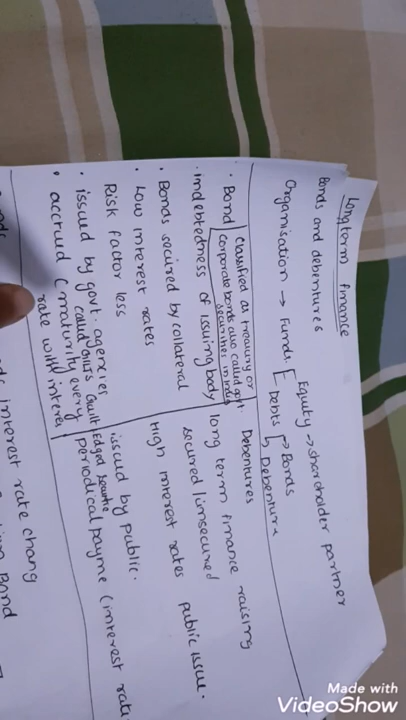 Long term finance
Bonds and debentures
Organisation → Funds [ Equity → shareholder partner
Debts → Bonds
↳ Debenture
• Bond
classified as treasury or
corporate bonds also called govt.
securities in India
Debentures
• indebtedness of issuing body
long term finance raising
• Bonds secured by collateral
secured / unsecured
• Low interest rates
High interest rates public issue.
Risk factor less
• issued by govt. agencies
called
Edged
issued by public.
• accrued (maturity every
rate with interest
periodical payme (interest rate
interest rate chang
Bond
Made with
VideoShow